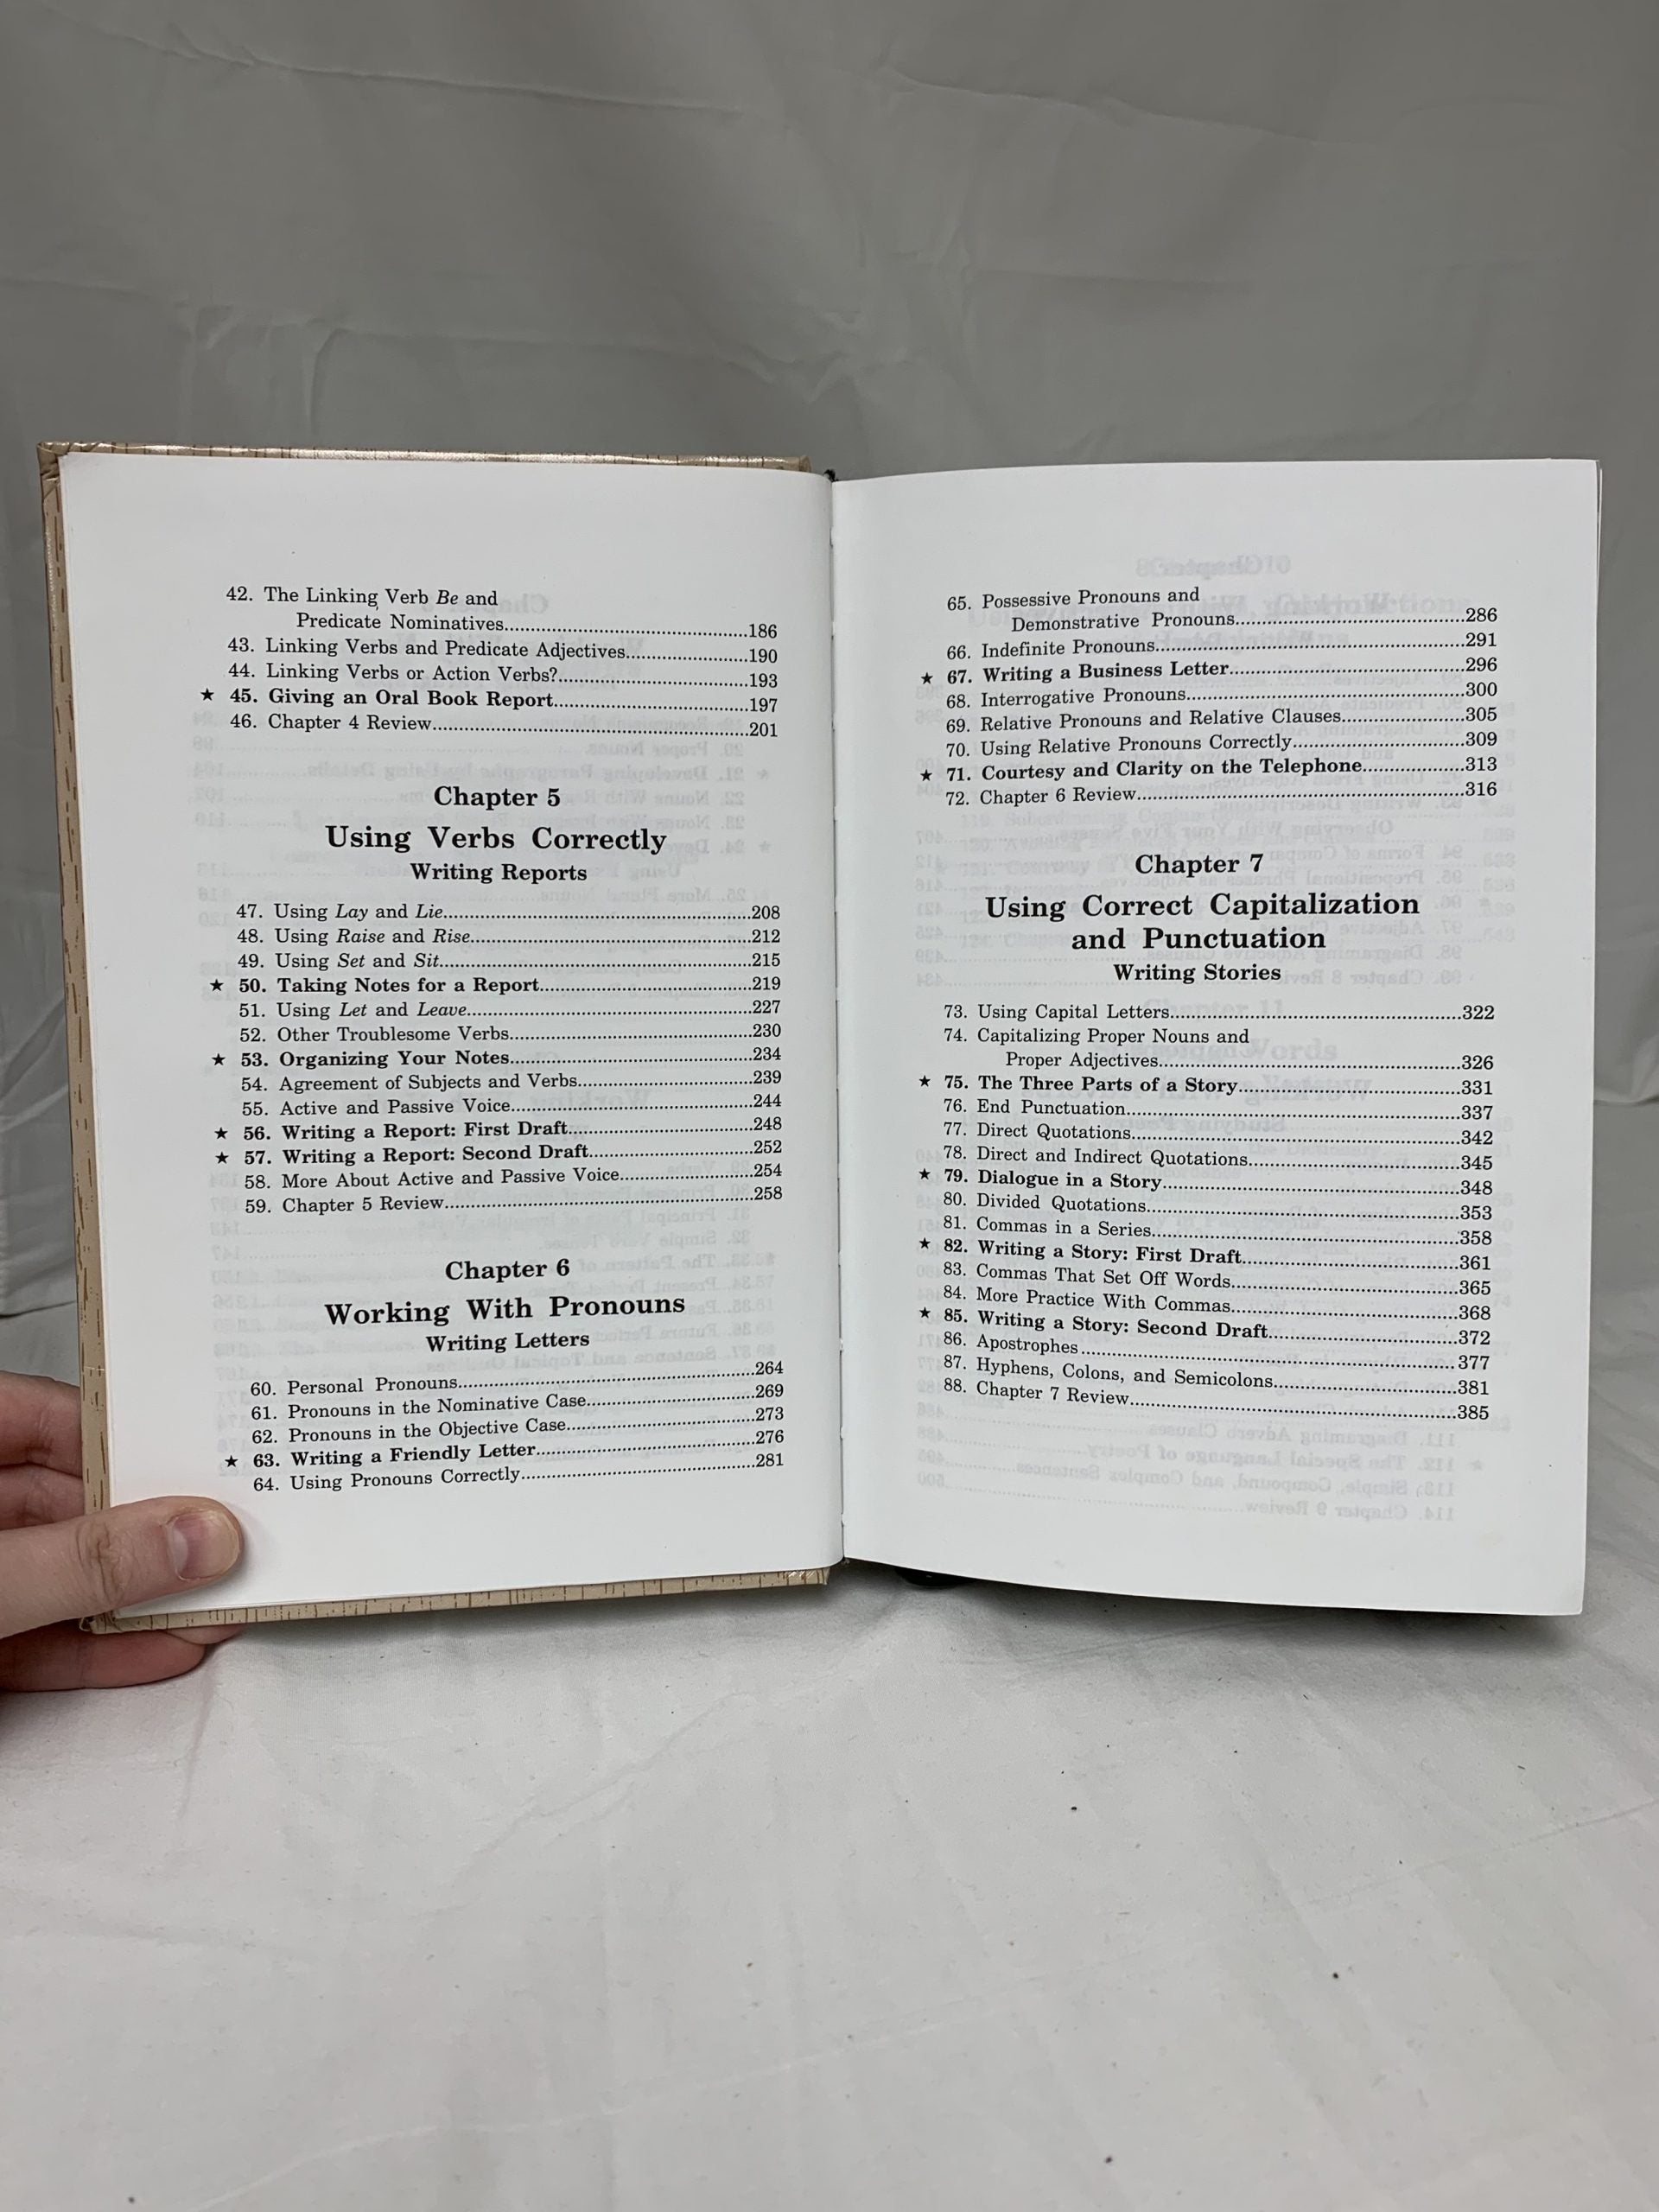 42. The Linking Verb Be and
Predicate Nominatives..........186
43. Linking Verbs and Predicate Adjectives..........190
44. Linking Verbs or Action Verbs?..........193
★ 45. Giving an Oral Book Report..........197
46. Chapter 4 Review..........201
Chapter 5
Using Verbs Correctly
Writing Reports
47. Using Lay and Lie..........208
48. Using Raise and Rise..........212
49. Using Set and Sit..........215
★ 50. Taking Notes for a Report..........219
51. Using Let and Leave..........227
52. Other Troublesome Verbs..........230
★ 53. Organizing Your Notes..........234
54. Agreement of Subjects and Verbs..........239
55. Active and Passive Voice..........244
★ 56. Writing a Report: First Draft..........248
★ 57. Writing a Report: Second Draft..........252
58. More About Active and Passive Voice..........254
59. Chapter 5 Review..........258
Chapter 6
Working With Pronouns
Writing Letters
60. Personal Pronouns..........264
61. Pronouns in the Nominative Case..........269
62. Pronouns in the Objective Case..........273
★ 63. Writing a Friendly Letter..........276
64. Using Pronouns Correctly..........281
65. Possessive Pronouns and
Demonstrative Pronouns..........286
66. Indefinite Pronouns..........291
★ 67. Writing a Business Letter..........296
68. Interrogative Pronouns..........300
69. Relative Pronouns and Relative Clauses..........305
70. Using Relative Pronouns Correctly..........309
★ 71. Courtesy and Clarity on the Telephone..........313
72. Chapter 6 Review..........316
Chapter 7
Using Correct Capitalization
and Punctuation
Writing Stories
73. Using Capital Letters..........322
74. Capitalizing Proper Nouns and
Proper Adjectives..........326
★ 75. The Three Parts of a Story..........331
76. End Punctuation..........337
77. Direct Quotations..........342
78. Direct and Indirect Quotations..........345
★ 79. Dialogue in a Story..........348
80. Divided Quotations..........353
81. Commas in a Series..........358
★ 82. Writing a Story: First Draft..........361
83. Commas That Set Off Words..........365
84. More Practice With Commas..........368
★ 85. Writing a Story: Second Draft..........372
86. Apostrophes..........377
87. Hyphens, Colons, and Semicolons..........381
88. Chapter 7 Review..........385